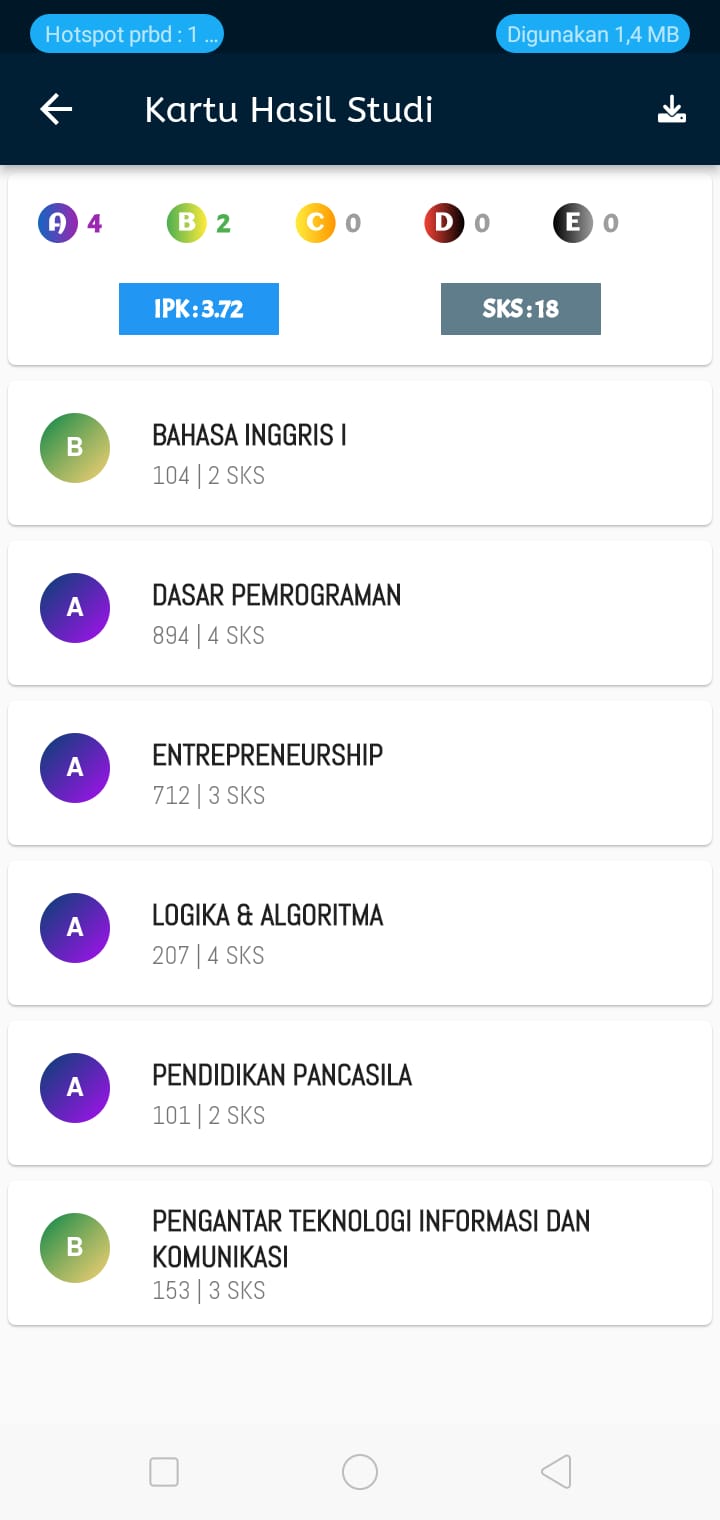 Hotspot prbd : 1 ... Digunakan 1,4 MB
Kartu Hasil Studi
A 4 B 2 C 0 D 0 E 0
IPK:3.72 SKS:18
B
BAHASA INGGRIS I
104 | 2 SKS
A
DASAR PEMROGRAMAN
894 | 4 SKS
A
ENTREPRENEURSHIP
712 | 3 SKS
A
LOGIKA & ALGORITMA
207 | 4 SKS
A
PENDIDIKAN PANCASILA
101 | 2 SKS
B
PENGANTAR TEKNOLOGI INFORMASI DAN
KOMUNIKASI
153 | 3 SKS